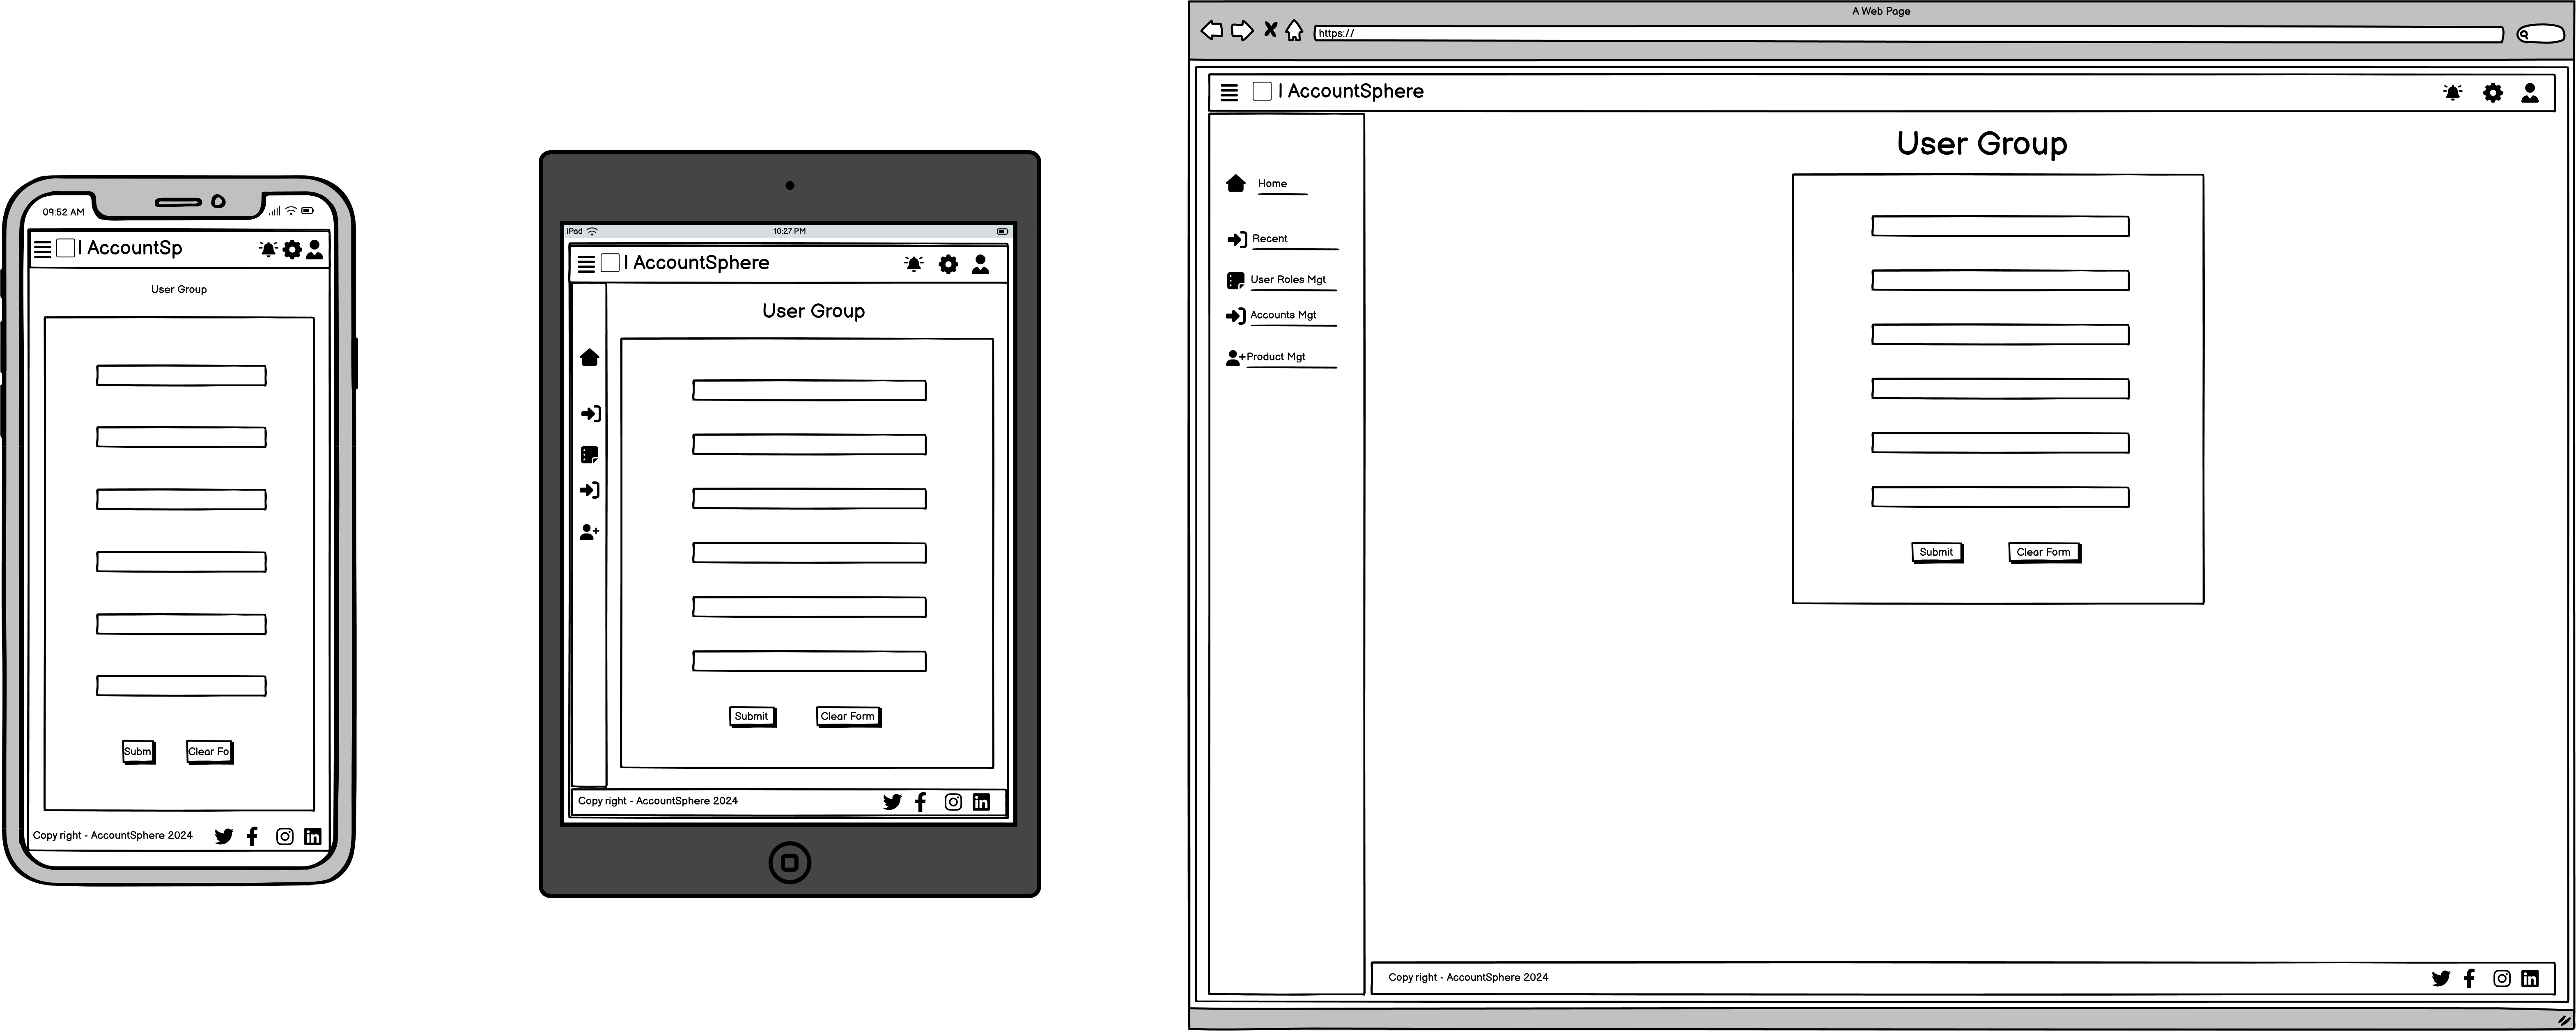 09:52 AM
| AccountSp
User Group
Subm
Clear Fo
Copy right - AccountSphere 2024
iPad
10:27 PM
| AccountSphere
User Group
Submit
Clear Form
Copy right - AccountSphere 2024
A Web Page
https://
| AccountSphere
User Group
Home
Recent
User Roles Mgt
Accounts Mgt
Product Mgt
Submit
Clear Form
Copy right - AccountSphere 2024